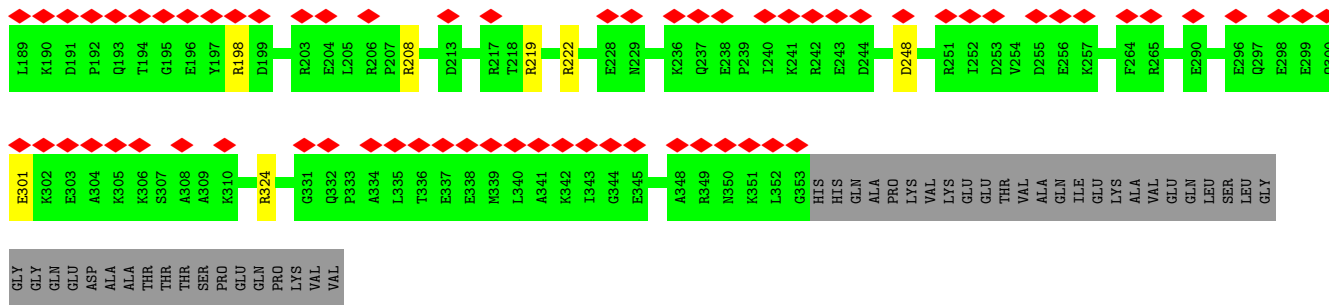 L189 K190 D191 P192 Q193 T194 G195 E196 Y197 R198 D199 R203 E204 L205 R206 P207 R208 D213 R217 T218 R219 R222 E228 N229 K236 Q237 E238 P239 I240 K241 R242 E243 D244 D248 R251 I252 D253 V254 D255 E256 K257 F264 R265 E290 E296 Q297 E298 E299 Q300
E301 K302 E303 A304 K305 K306 S307 A308 A309 K310 R324 G331 Q332 P333 A334 L335 T336 E337 E338 M339 L340 A341 K342 I343 G344 E345 A348 R349 N350 K351 L352 G353 HIS HIS GLN ALA PRO LYS VAL LYS GLU GLU THR VAL ALA GLN ILE GLU LYS ALA VAL GLU GLN LEU SER LEU GLY
GLY GLY GLN GLU ASP ALA ALA THR THR THR SER PRO GLU GLN PRO LYS VAL VAL